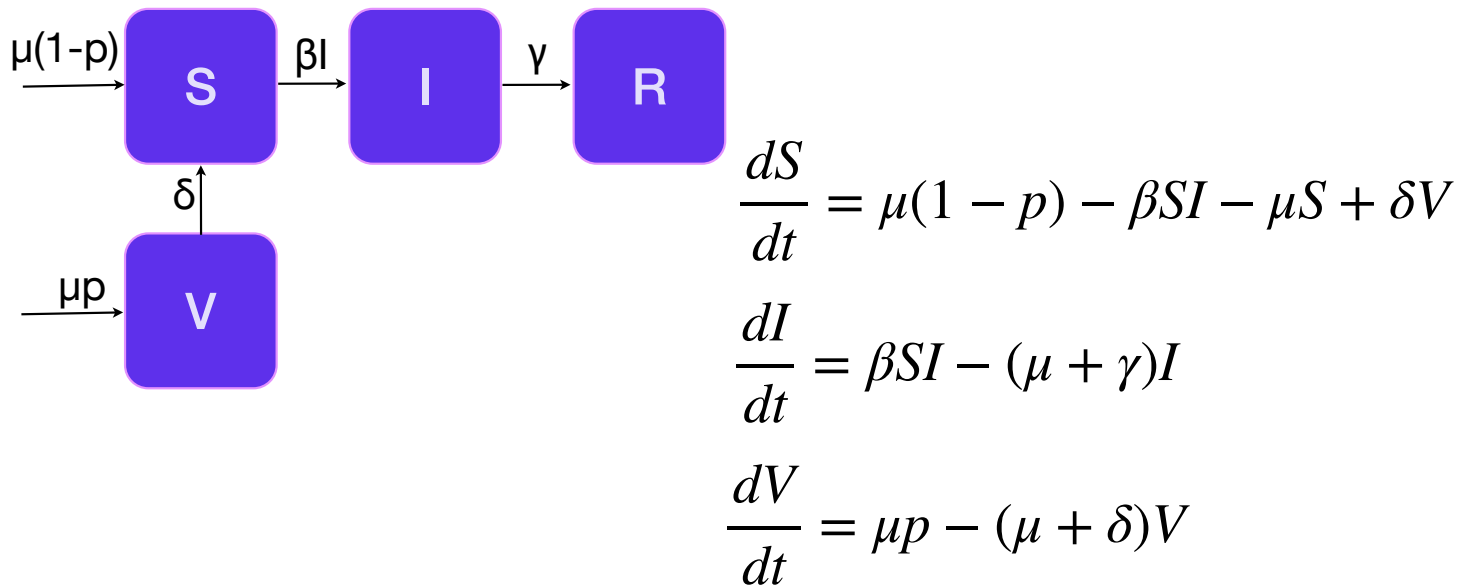 μ(1-p)
S
βI
I
γ
R
δ
μp
V
dS/dt = μ(1 − p) − βSI − μS + δV
dI/dt = βSI − (μ + γ)I
dV/dt = μp − (μ + δ)V